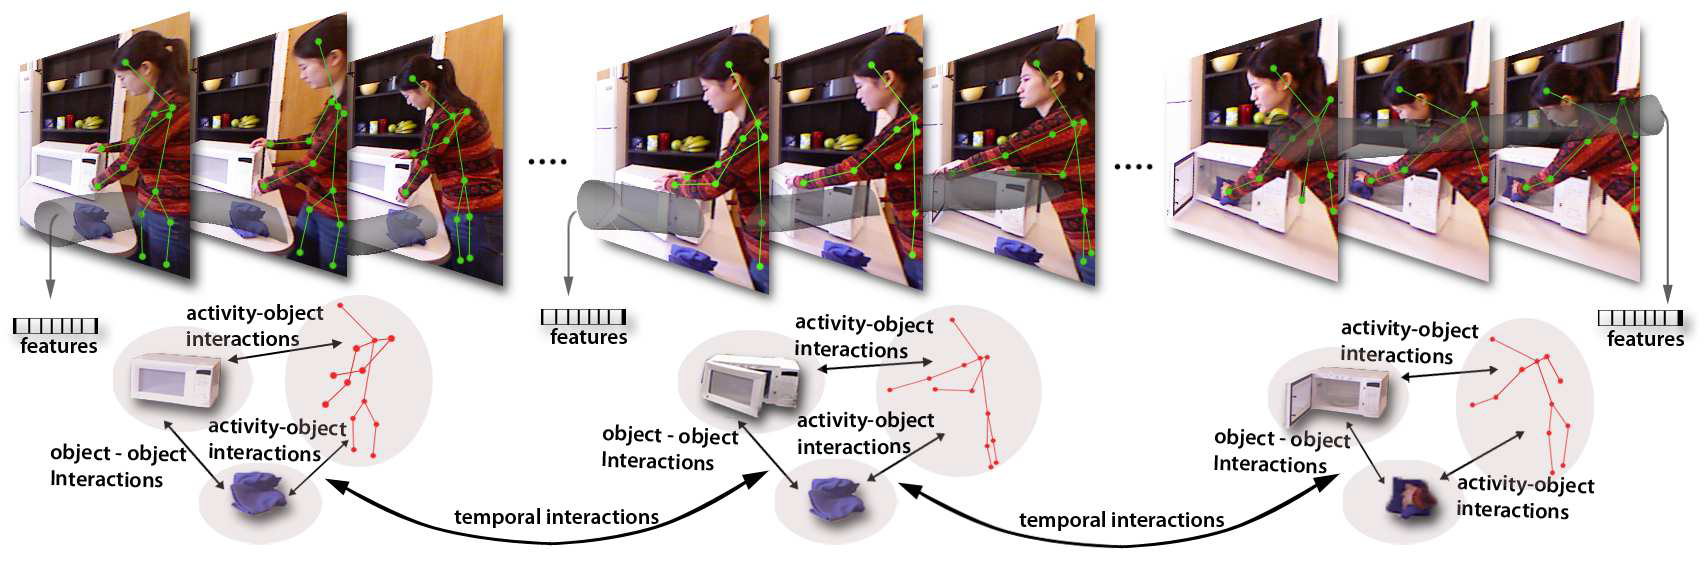 features
activity-object
interactions
activity-object
interactions
object - object
Interactions
temporal interactions
features
activity-object
interactions
activity-object
interactions
object - object
Interactions
temporal interactions
features
activity-object
interactions
object - object
Interactions
activity-object
interactions